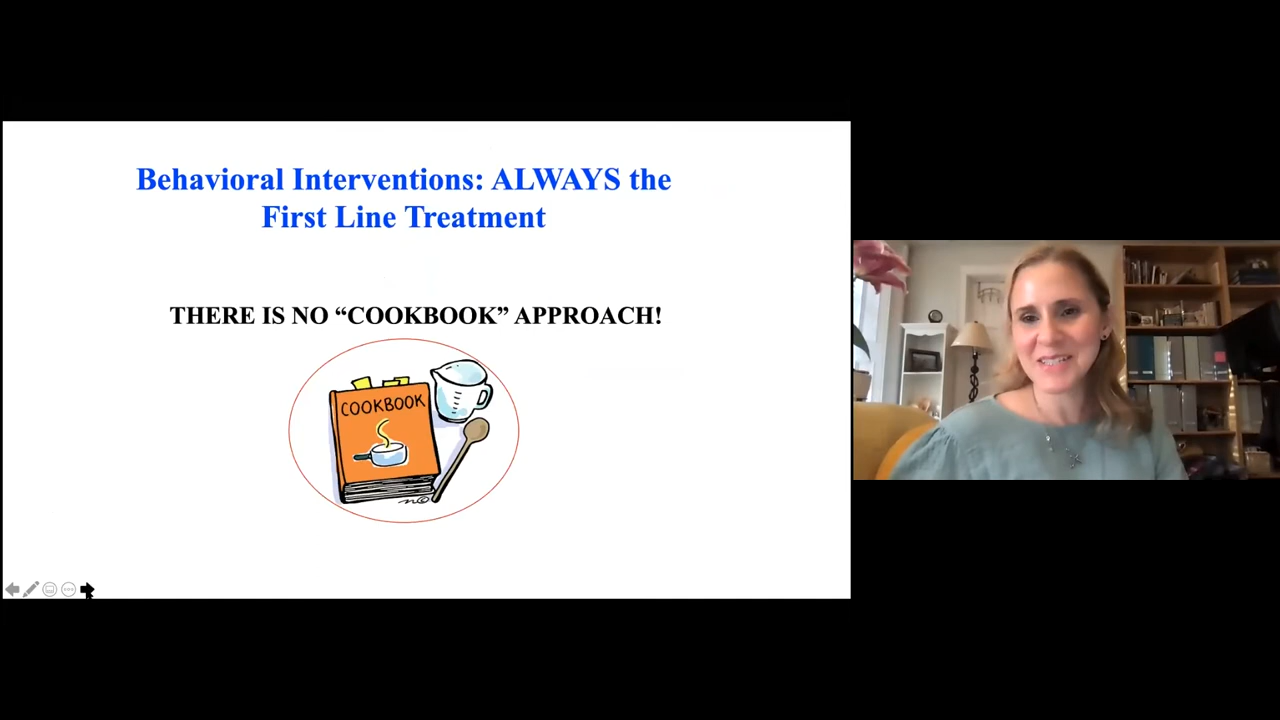 Behavioral Interventions: ALWAYS the
First Line Treatment
THERE IS NO “COOKBOOK” APPROACH!
COOKBOOK